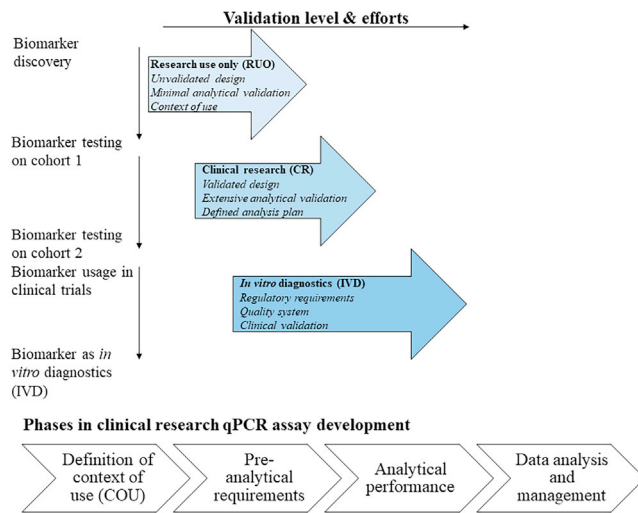 Validation level & efforts
Biomarker
discovery
Research use only (RUO)
Unvalidated design
Minimal analytical validation
Context of use
Biomarker testing
on cohort 1
Clinical research (CR)
Validated design
Extensive analytical validation
Defined analysis plan
Biomarker testing
on cohort 2
Biomarker usage in
clinical trials
In vitro diagnostics (IVD)
Regulatory requirements
Quality system
Clinical validation
Biomarker as in
vitro diagnostics
(IVD)
Phases in clinical research qPCR assay development
Definition of
context of
use (COU)
Pre-
analytical
requirements
Analytical
performance
Data analysis
and
management